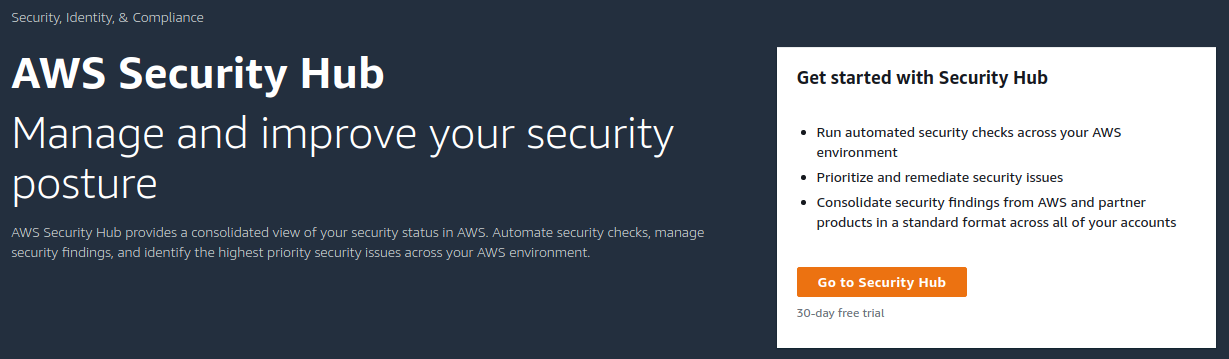 Security, Identity, & Compliance
AWS Security Hub
Manage and improve your security
posture
AWS Security Hub provides a consolidated view of your security status in AWS. Automate security checks, manage
security findings, and identify the highest priority security issues across your AWS environment.
Get started with Security Hub
• Run automated security checks across your AWS
environment
• Prioritize and remediate security issues
• Consolidate security findings from AWS and partner
products in a standard format across all of your accounts
Go to Security Hub
30-day free trial